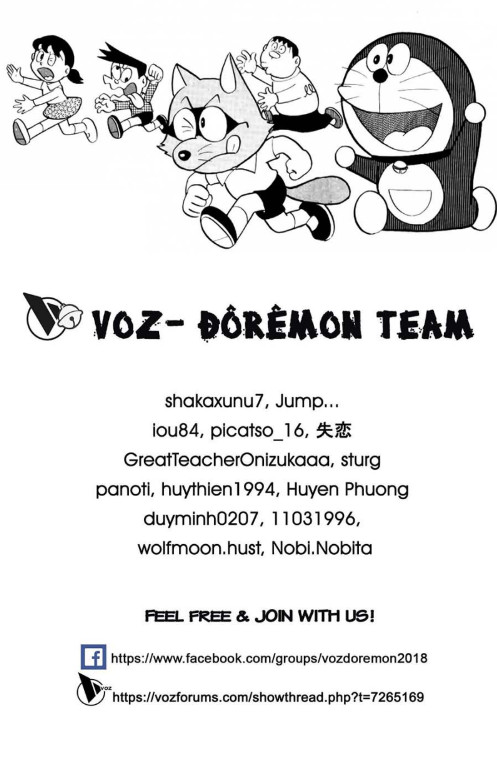 VOZ- ĐÔRÊMON TEAM
shakaxunu7, Jump...
iou84, picatso_16, 失恋
GreatTeacherOnizukaaa, sturg
panoti, huythien1994, Huyen Phuong
duyminh0207, 11031996,
wolfmoon.hust, Nobi.Nobita
FEEL FREE & JOIN WITH US!
https://www.facebook.com/groups/vozdoremon2018
voz
https://vozforums.com/showthread.php?t=7265169